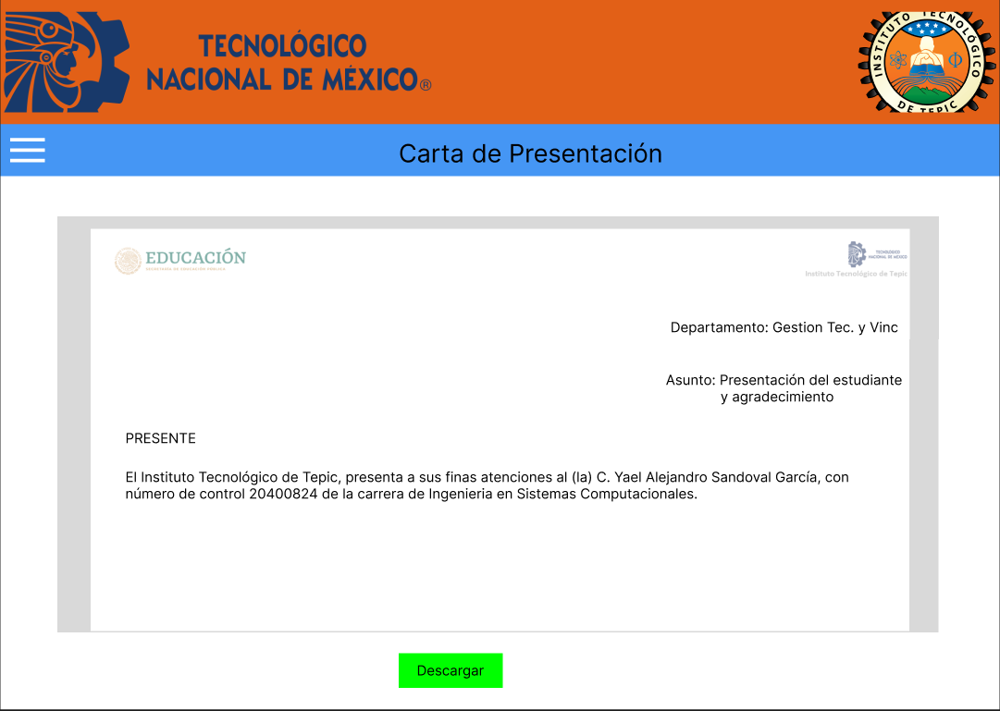 TECNOLÓGICO
NACIONAL DE MÉXICO®
INSTITUTO TECNOLÓGICO
DE TEPIC
Carta de Presentación
EDUCACIÓN
SECRETARÍA DE EDUCACIÓN PÚBLICA
TECNOLÓGICO
NACIONAL DE MÉXICO
Instituto Tecnológico de Tepic
Departamento: Gestion Tec. y Vinc
Asunto: Presentación del estudiante
y agradecimiento
PRESENTE
El Instituto Tecnológico de Tepic, presenta a sus finas atenciones al (la) C. Yael Alejandro Sandoval García, con
número de control 20400824 de la carrera de Ingenieria en Sistemas Computacionales.
Descargar